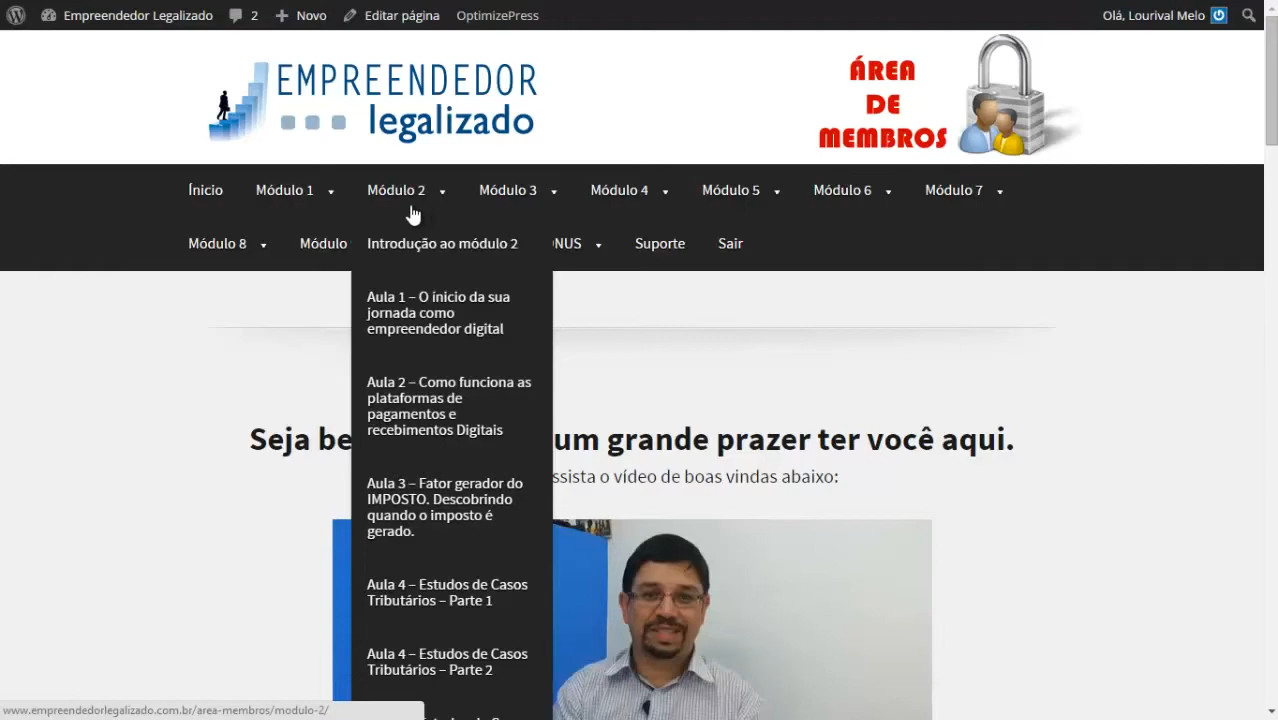 Empreendedor Legalizado 2 Novo Editar página OptimizePress Olá, Lourival Melo
EMPREENDEDOR
legalizado
ÁREA
DE
MEMBROS
Ínicio Módulo 1 Módulo 2 Módulo 3 Módulo 4 Módulo 5 Módulo 6 Módulo 7
Módulo 8 Módulo NUS Suporte Sair
Introdução ao módulo 2
Aula 1 – O ínicio da sua
jornada como
empreendedor digital
Aula 2 – Como funciona as
plataformas de
pagamentos e
recebimentos Digitais
Aula 3 – Fator gerador do
IMPOSTO. Descobrindo
quando o imposto é
gerado.
Aula 4 – Estudos de Casos
Tributários – Parte 1
Aula 4 – Estudos de Casos
Tributários – Parte 2
Seja be um grande prazer ter você aqui.
ssista o vídeo de boas vindas abaixo:
www.empreendedorlegalizado.com.br/area-membros/modulo-2/